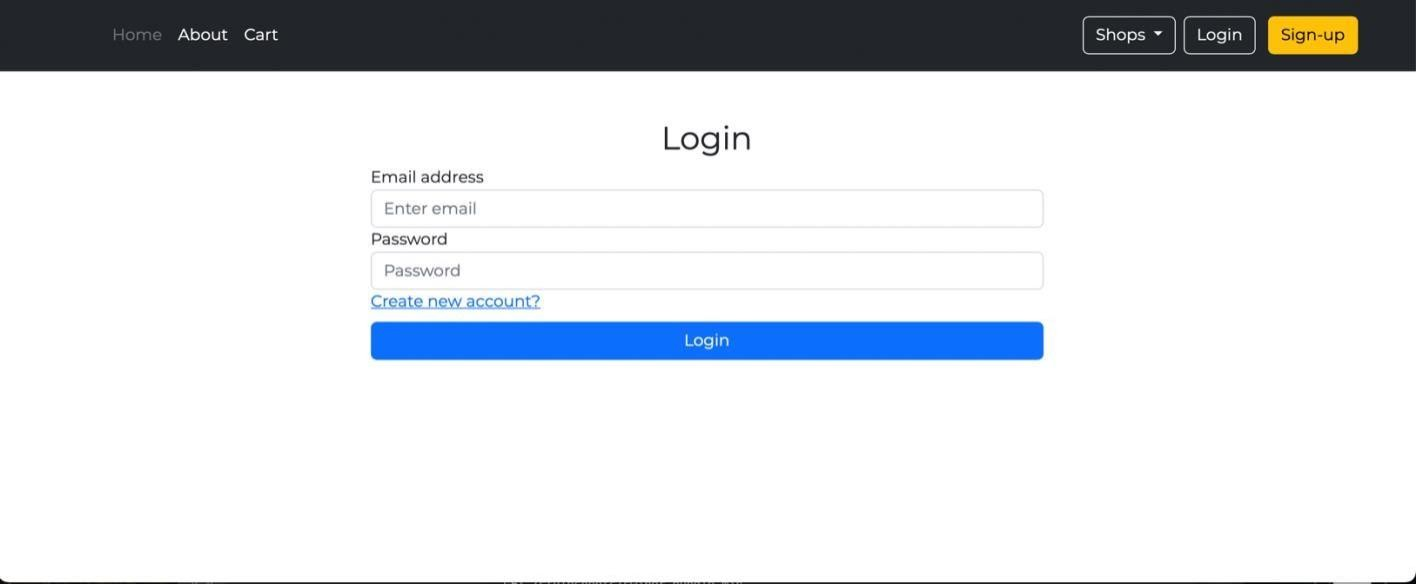 Home About Cart Shops Login Sign-up
Login
Email address
Enter email
Password
Password
Create new account?
Login